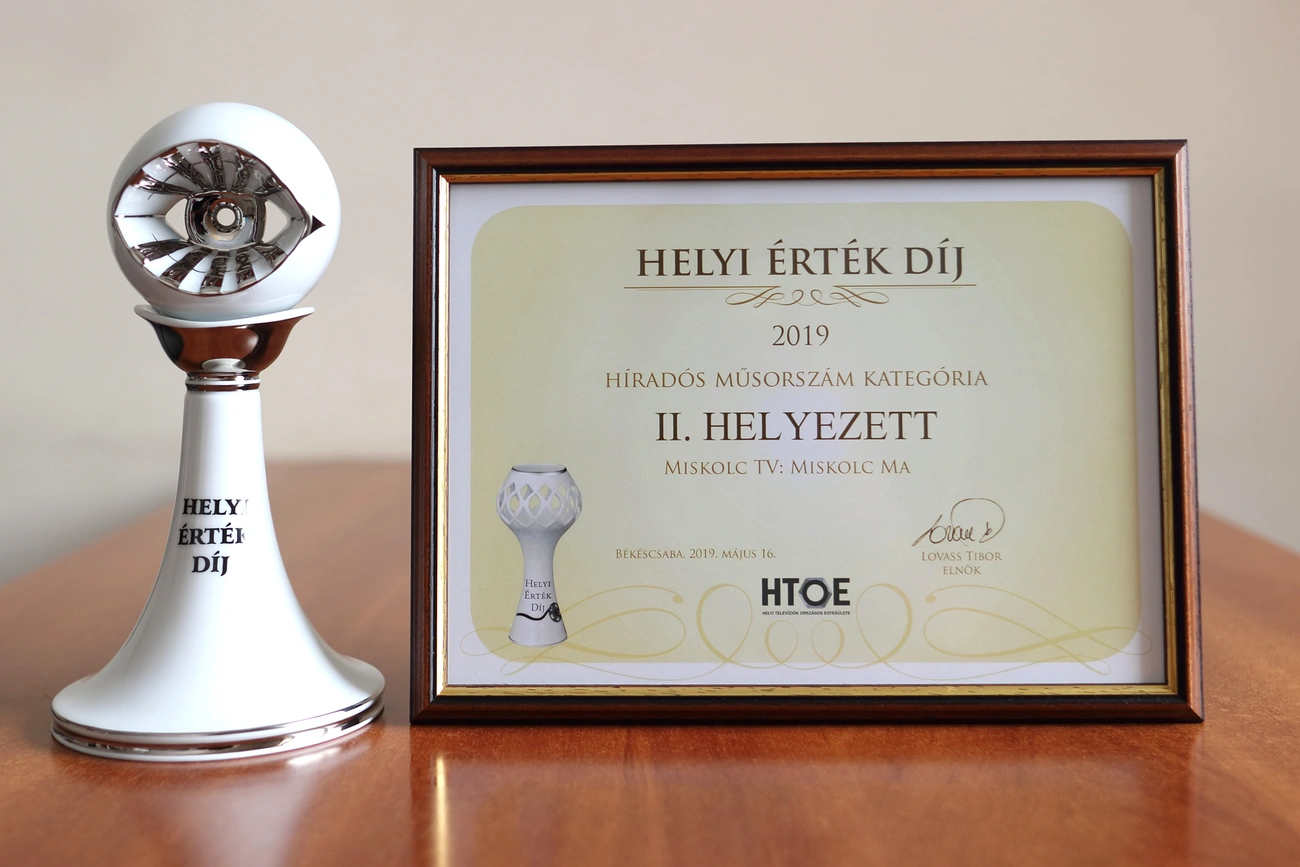 HELYI
ÉRTÉK
DÍJ
HELYI ÉRTÉK DÍJ
2019
HÍRADÓS MŰSORSZÁM KATEGÓRIA
II. HELYEZETT
MISKOLC TV: MISKOLC MA
BÉKÉSCSABA, 2019. MÁJUS 16.
LOVASS TIBOR
ELNÖK
HELYI
ÉRTÉK
DÍJ
HTOE
HELYI TELEVÍZIÓK ORSZÁGOS EGYESÜLETE